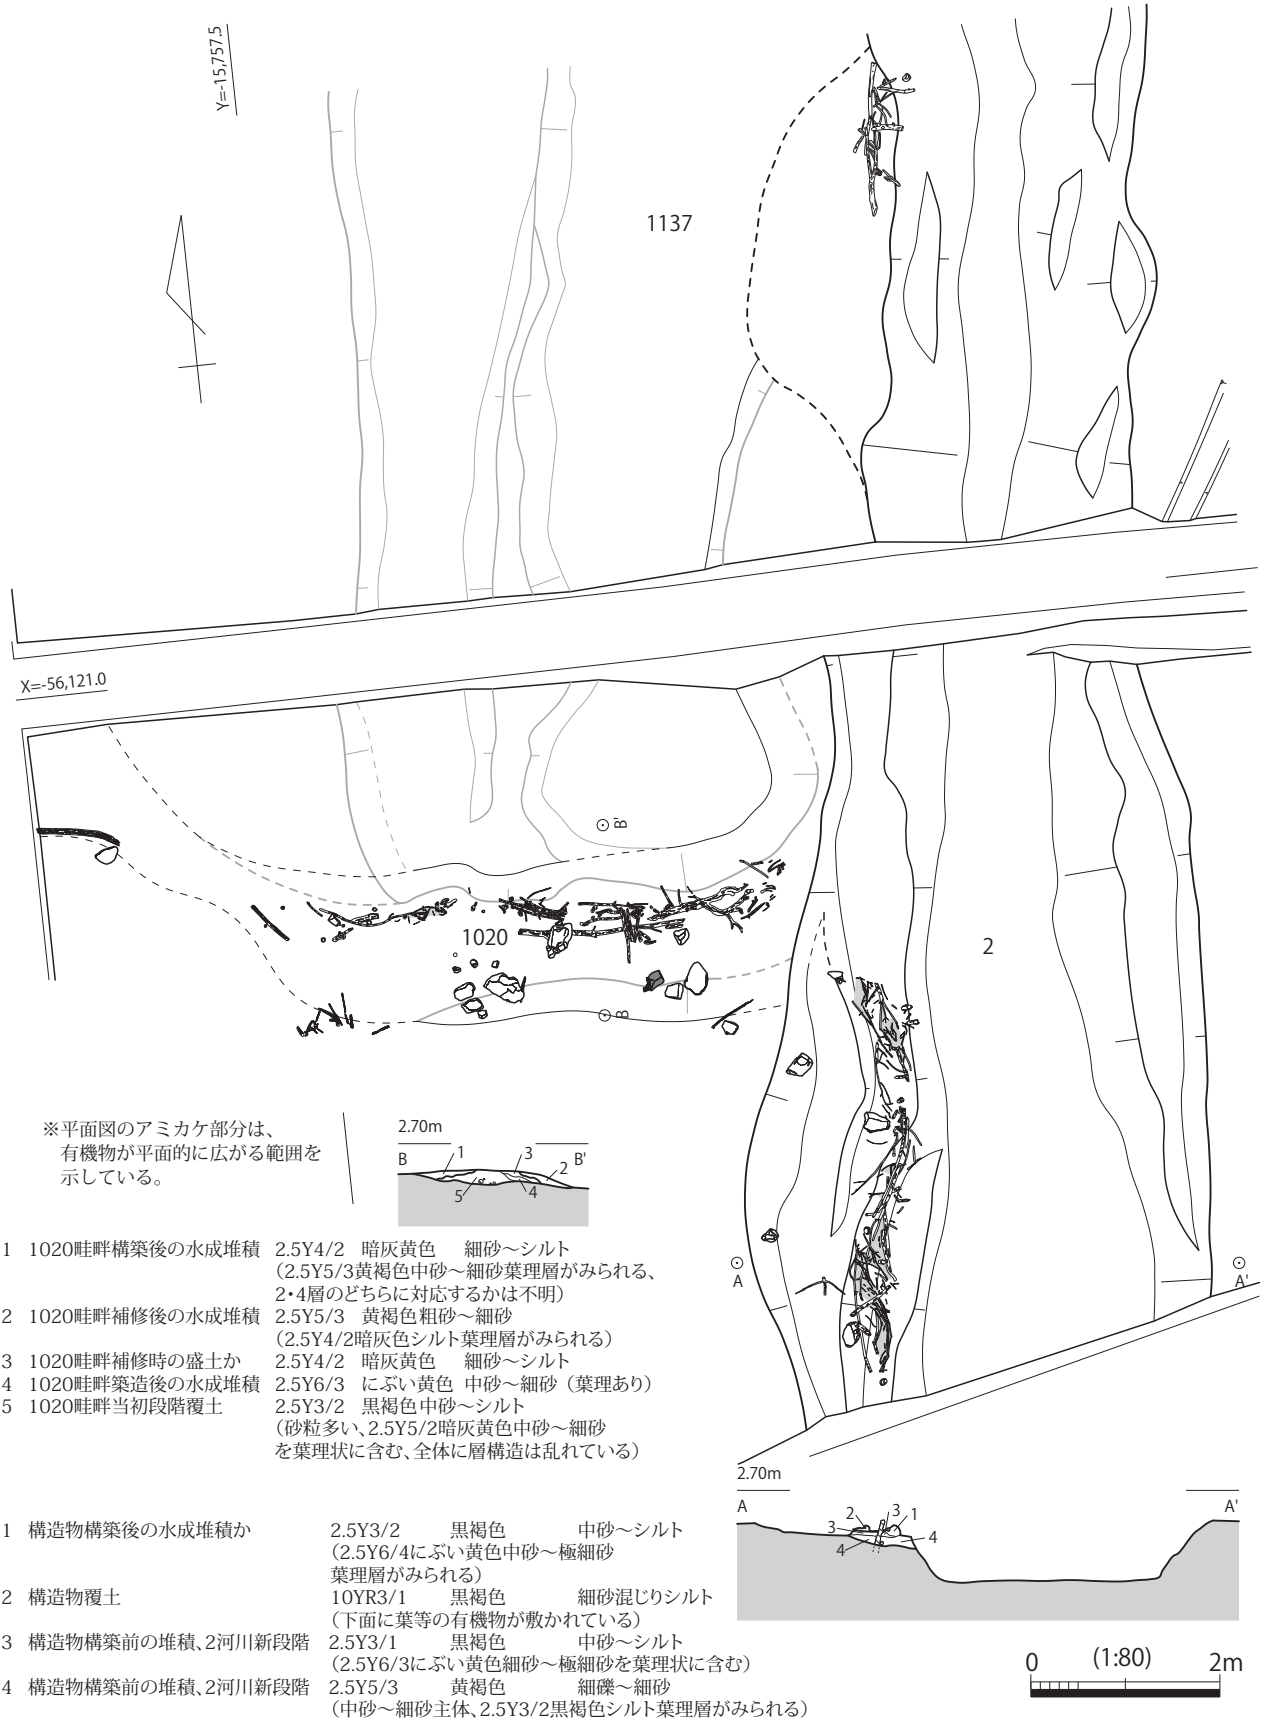 Y=-15,757.5
1137
X=-56,121.0
B'
1020
2
B
※平面図のアミカケ部分は、
有機物が平面的に広がる範囲を
示している。
2.70m
B
1
3
2
B'
5
4
A
A'
1 1020畦畔構築後の水成堆積 2.5Y4/2 暗灰黄色 細砂～シルト
（2.5Y5/3黄褐色中砂～細砂葉理層がみられる、
2・4層のどちらに対応するかは不明）
2 1020畦畔補修後の水成堆積 2.5Y5/3 黄褐色粗砂～細砂
（2.5Y4/2暗灰色シルト葉理層がみられる）
3 1020畦畔補修時の盛土か 2.5Y4/2 暗灰黄色 細砂～シルト
4 1020畦畔築造後の水成堆積 2.5Y6/3 にぶい黄色 中砂～細砂（葉理あり）
5 1020畦畔当初段階覆土 2.5Y3/2 黒褐色中砂～シルト
（砂粒多い、2.5Y5/2暗灰黄色中砂～細砂
を葉理状に含む、全体に層構造は乱れている）
2.70m
A
A'
2
3
1
3
4
4
1 構造物構築後の水成堆積か 2.5Y3/2 黒褐色 中砂～シルト
（2.5Y6/4にぶい黄色中砂～極細砂
葉理層がみられる）
2 構造物覆土 10YR3/1 黒褐色 細砂混じりシルト
（下面に葉等の有機物が敷かれている）
3 構造物構築前の堆積、2河川新段階 2.5Y3/1 黒褐色 中砂～シルト
（2.5Y6/3にぶい黄色細砂～極細砂を葉理状に含む）
4 構造物構築前の堆積、2河川新段階 2.5Y5/3 黄褐色 細礫～細砂
（中砂～細砂主体、2.5Y3/2黒褐色シルト葉理層がみられる）
0 (1:80) 2m